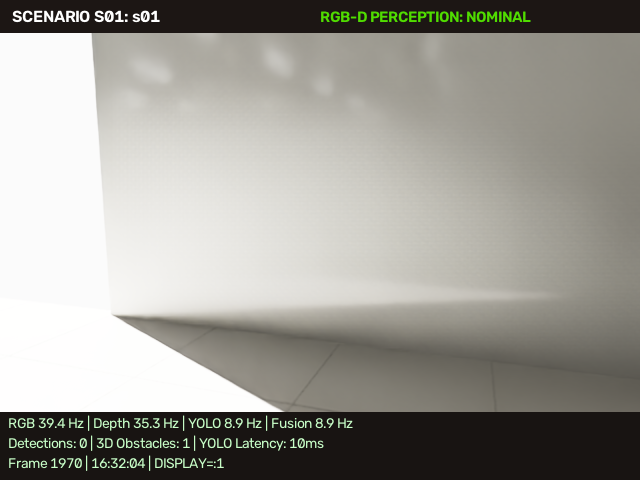 SCENARIO S01: s01
RGB-D PERCEPTION: NOMINAL
RGB 39.4 Hz | Depth 35.3 Hz | YOLO 8.9 Hz | Fusion 8.9 Hz
Detections: 0 | 3D Obstacles: 1 | YOLO Latency: 10ms
Frame 1970 | 16:32:04 | DISPLAY=:1